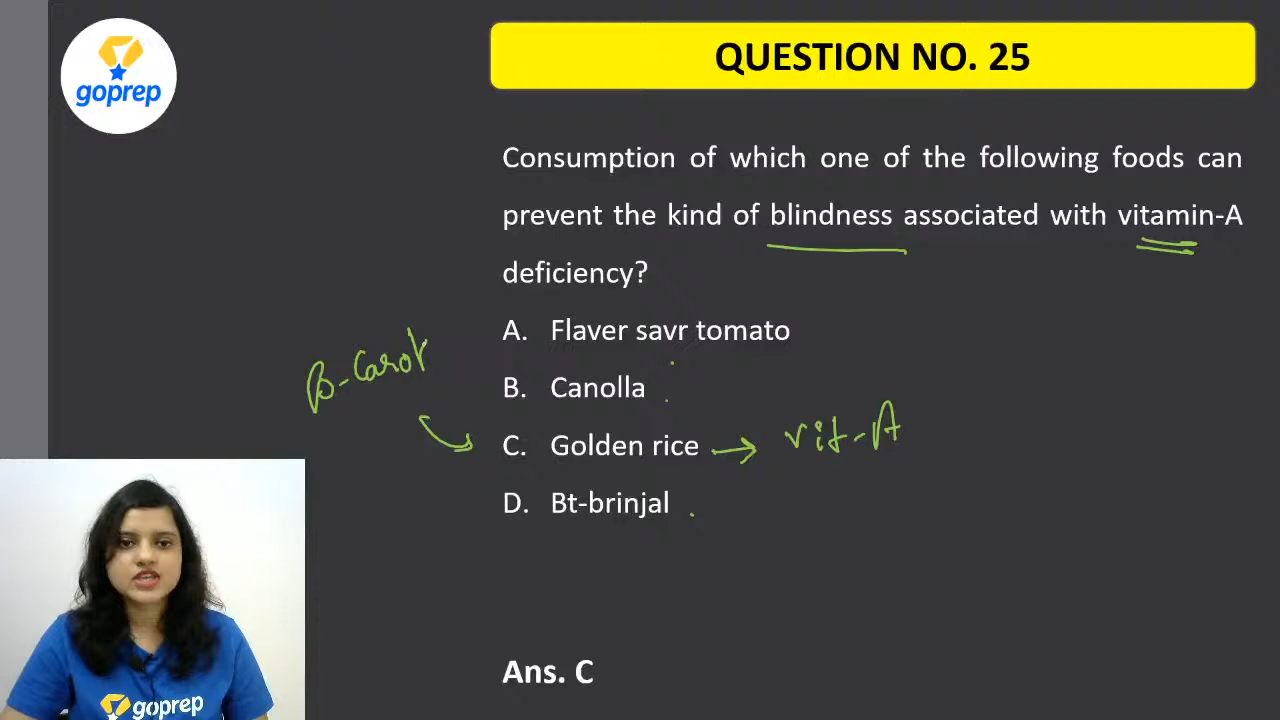 goprep
QUESTION NO. 25
Consumption of which one of the following foods can
prevent the kind of blindness associated with vitamin-A
deficiency?
A. Flaver savr tomato
β-Carot
B. Canolla
C. Golden rice → vit-A
D. Bt-brinjal
Ans. C
goprep